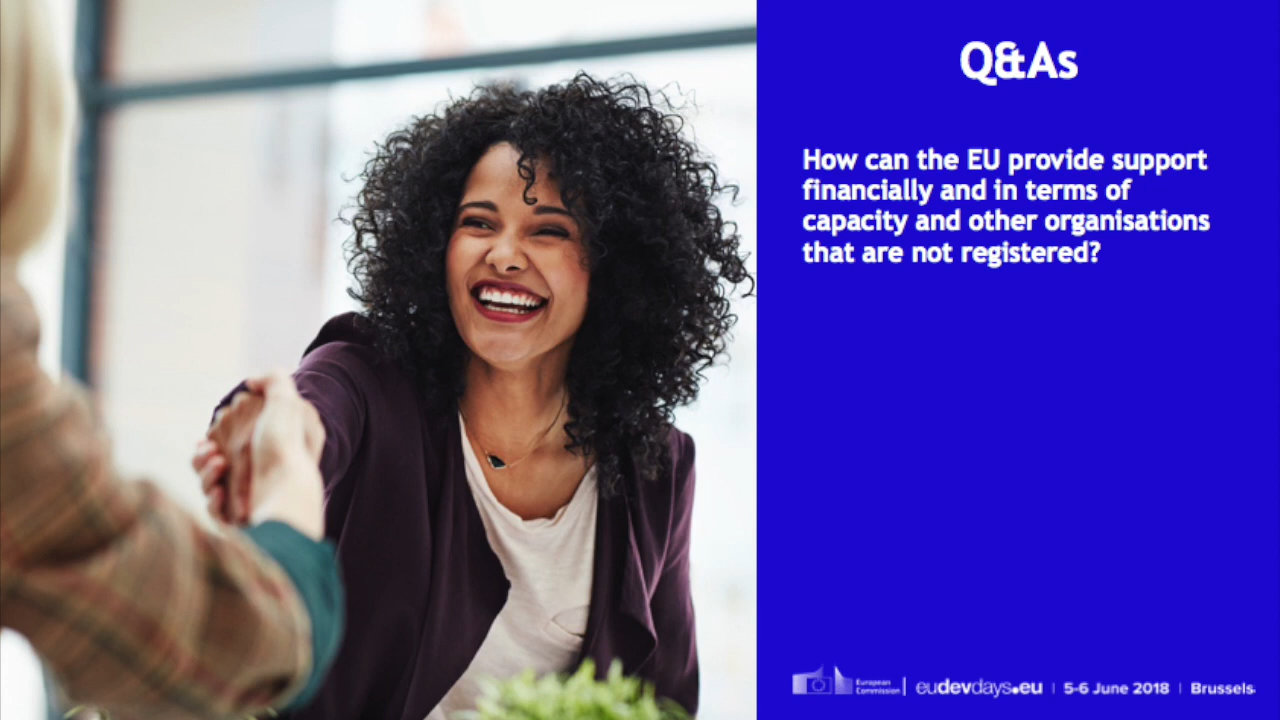 Q&As
How can the EU provide support
financially and in terms of
capacity and other organisations
that are not registered?
European
Commission
eudevdays.eu | 5-6 June 2018 | Brussels